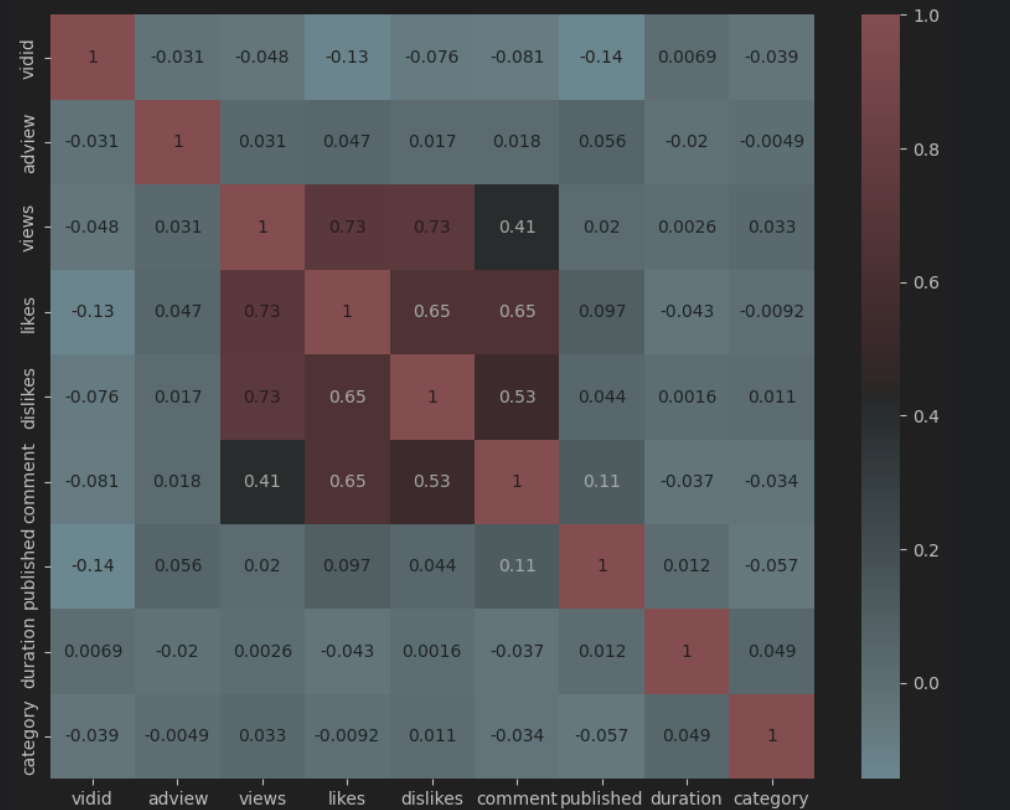 vidid 1 -0.031 -0.048 -0.13 -0.076 -0.081 -0.14 0.0069 -0.039
adview -0.031 1 0.031 0.047 0.017 0.018 0.056 -0.02 -0.0049
views -0.048 0.031 1 0.73 0.73 0.41 0.02 0.0026 0.033
likes -0.13 0.047 0.73 1 0.65 0.65 0.097 -0.043 -0.0092
dislikes -0.076 0.017 0.73 0.65 1 0.53 0.044 0.0016 0.011
comment -0.081 0.018 0.41 0.65 0.53 1 0.11 -0.037 -0.034
published -0.14 0.056 0.02 0.097 0.044 0.11 1 0.012 -0.057
duration 0.0069 -0.02 0.0026 -0.043 0.0016 -0.037 0.012 1 0.049
category -0.039 -0.0049 0.033 -0.0092 0.011 -0.034 -0.057 0.049 1
vidid adview views likes dislikes comment published duration category
1.0
0.8
0.6
0.4
0.2
0.0